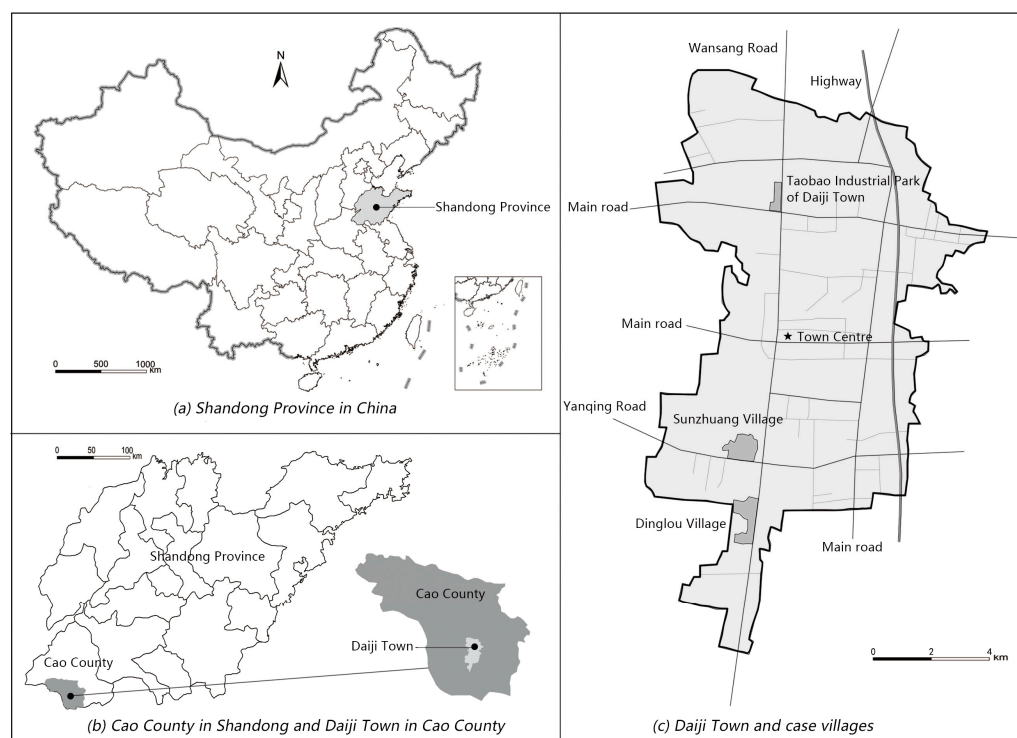 N
Shandong Province
0 500 1000
KM
(a) Shandong Province in China
0 50 100
KM
Shandong Province
Cao County
Cao County
Daiji Town
(b) Cao County in Shandong and Daiji Town in Cao County
Wansang Road
Highway
Taobao Industrial Park
of Daiji Town
Main road
Main road
Town Centre
Yanqing Road
Sunzhuang Village
Dinglou Village
Main road
0 2 4
KM
(c) Daiji Town and case villages